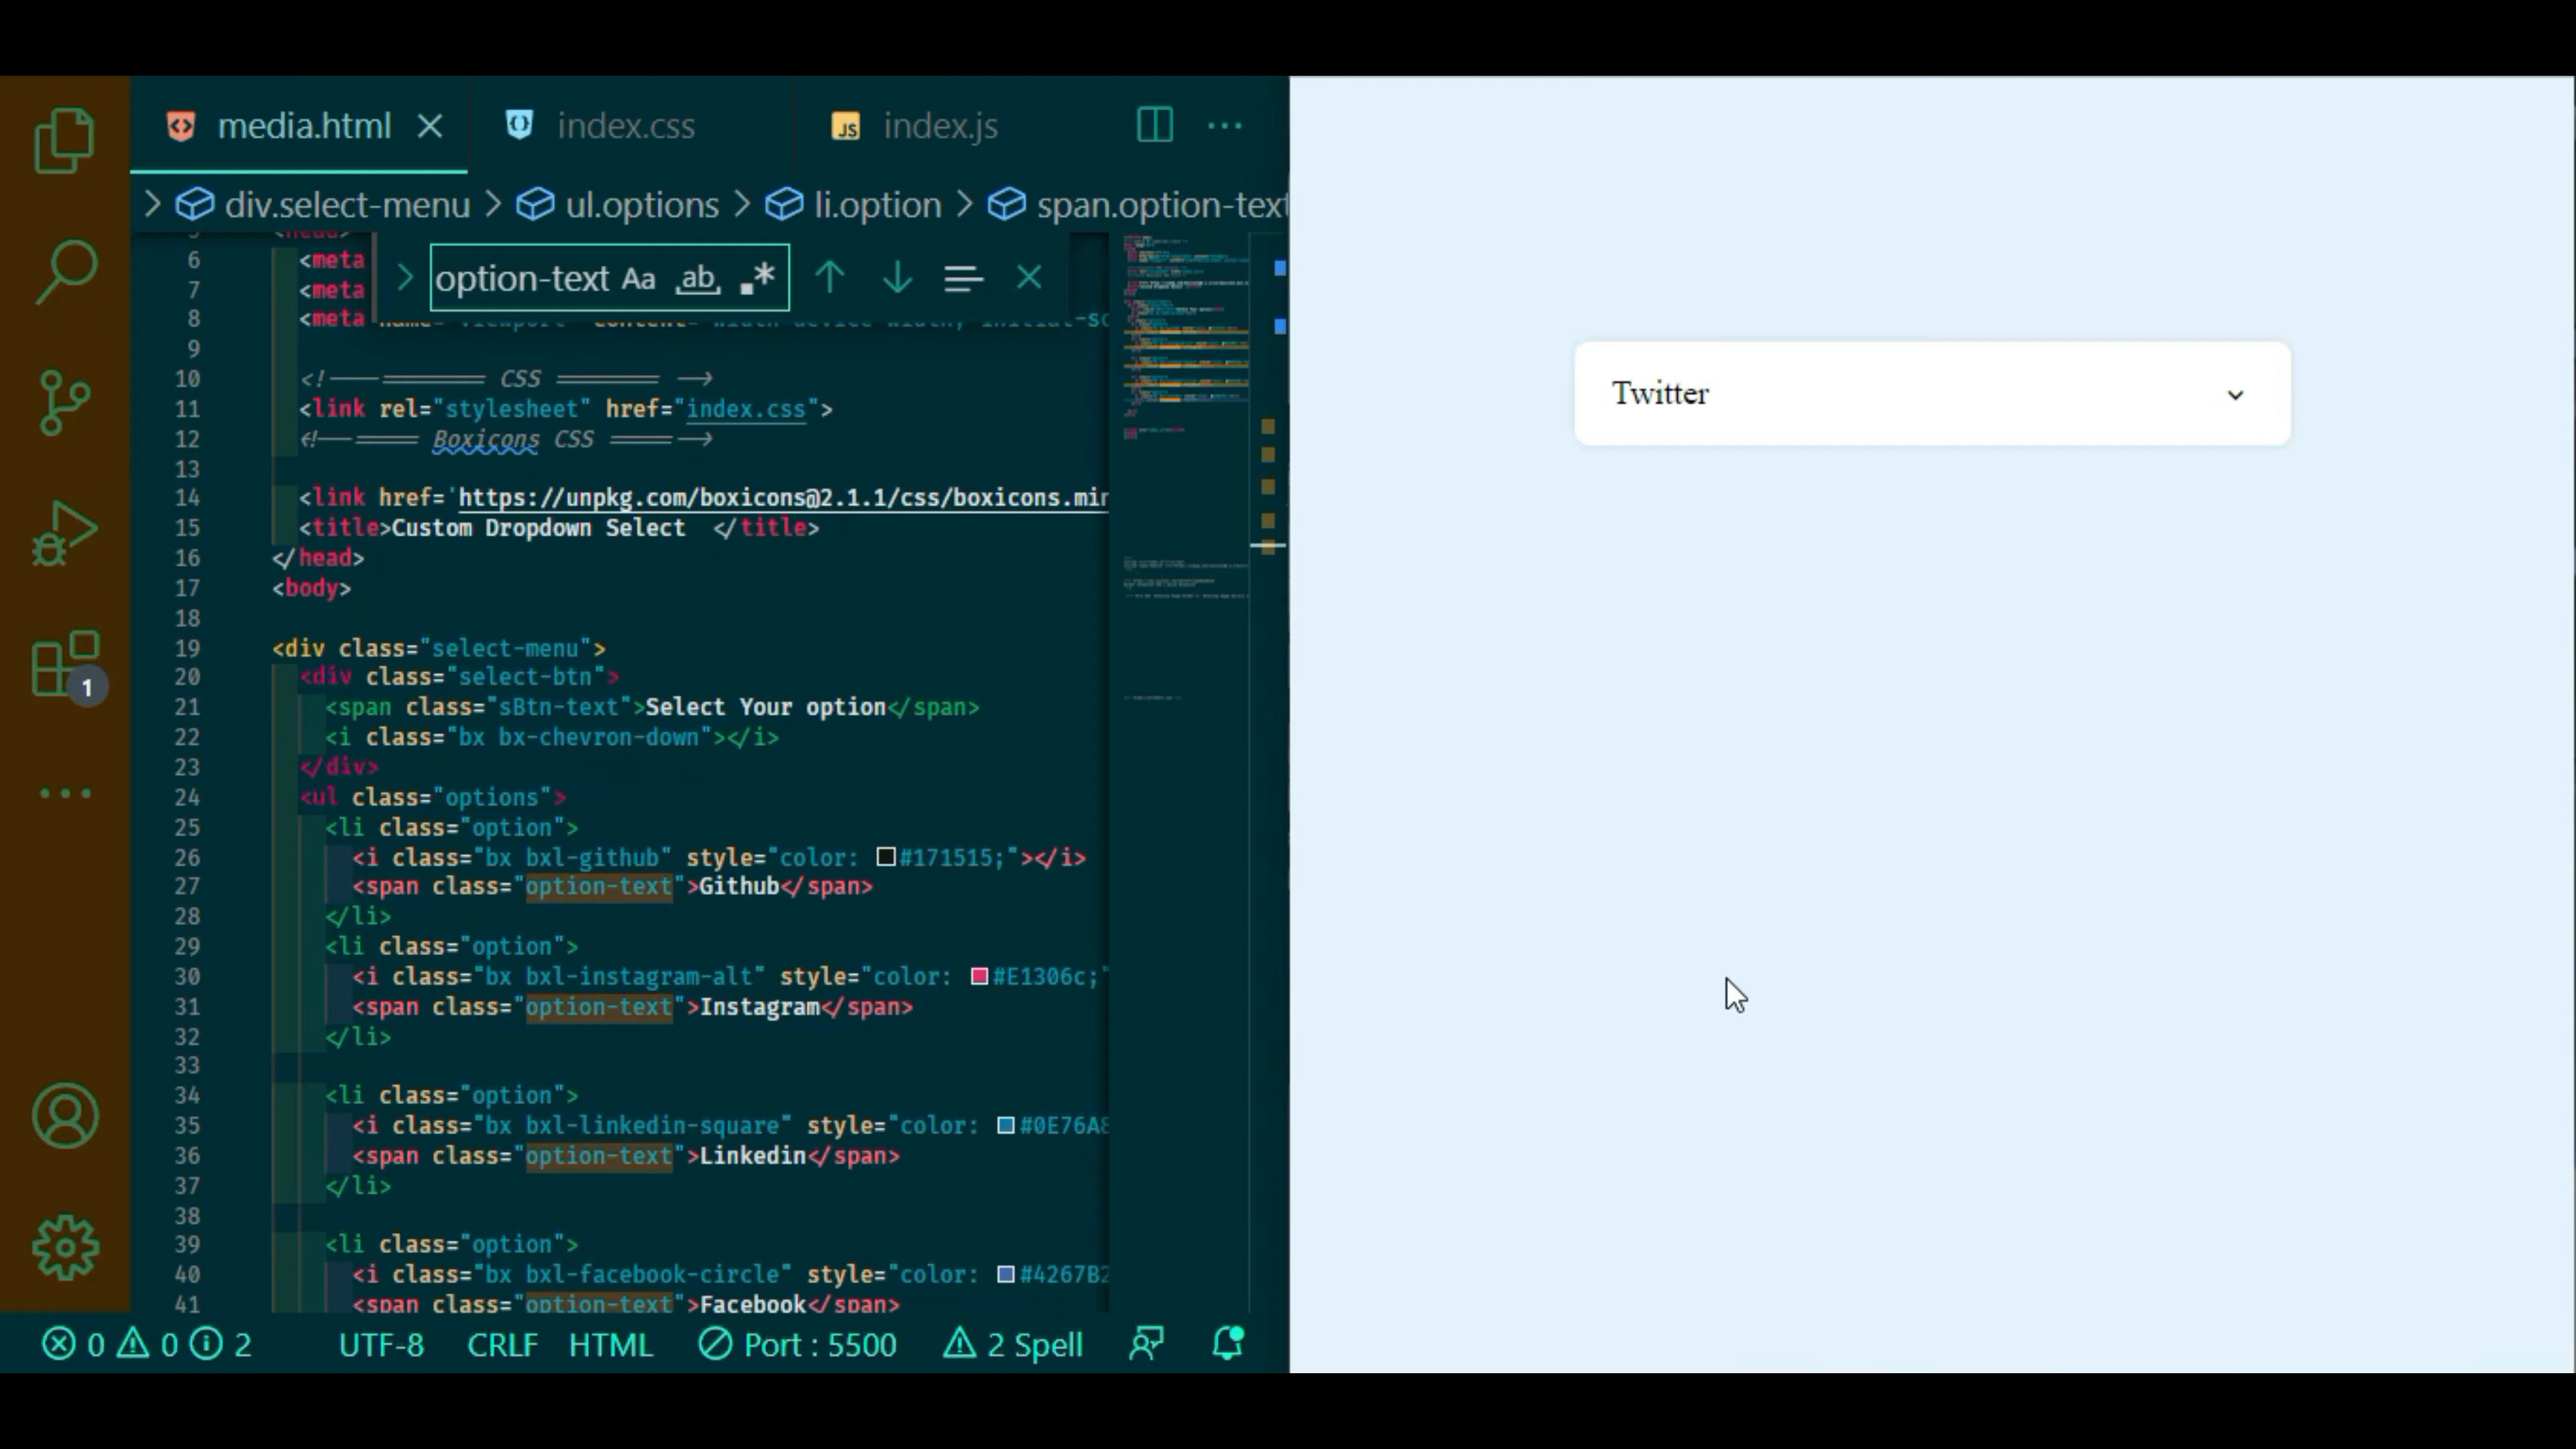 media.html
index.css
index.js
div.select-menu
ul.options
li.option
span.option-text
option-text Aa ab *
6 <meta
7 <meta
8 <meta
9
10 <!-- ======== CSS ======== -->
11 <link rel="stylesheet" href="index.css">
12 <!-- ===== Boxicons CSS ===== -->
13
14 <link href='https://unpkg.com/boxicons@2.1.1/css/boxicons.min
15 <title>Custom Dropdown Select </title>
16 </head>
17 <body>
18
19 <div class="select-menu">
20 <div class="select-btn">
21 <span class="sBtn-text">Select Your option</span>
22 <i class="bx bx-chevron-down"></i>
23 </div>
24 <ul class="options">
25 <li class="option">
26 <i class="bx bxl-github" style="color: #171515;"></i>
27 <span class="option-text">Github</span>
28 </li>
29 <li class="option">
30 <i class="bx bxl-instagram-alt" style="color: #E1306c;"
31 <span class="option-text">Instagram</span>
32 </li>
33
34 <li class="option">
35 <i class="bx bxl-linkedin-square" style="color: #0E76A8
36 <span class="option-text">Linkedin</span>
37 </li>
38
39 <li class="option">
40 <i class="bx bxl-facebook-circle" style="color: #4267B2
41 <span class="option-text">Facebook</span>
1
0 0 2 UTF-8 CRLF HTML Port : 5500 2 Spell
Twitter